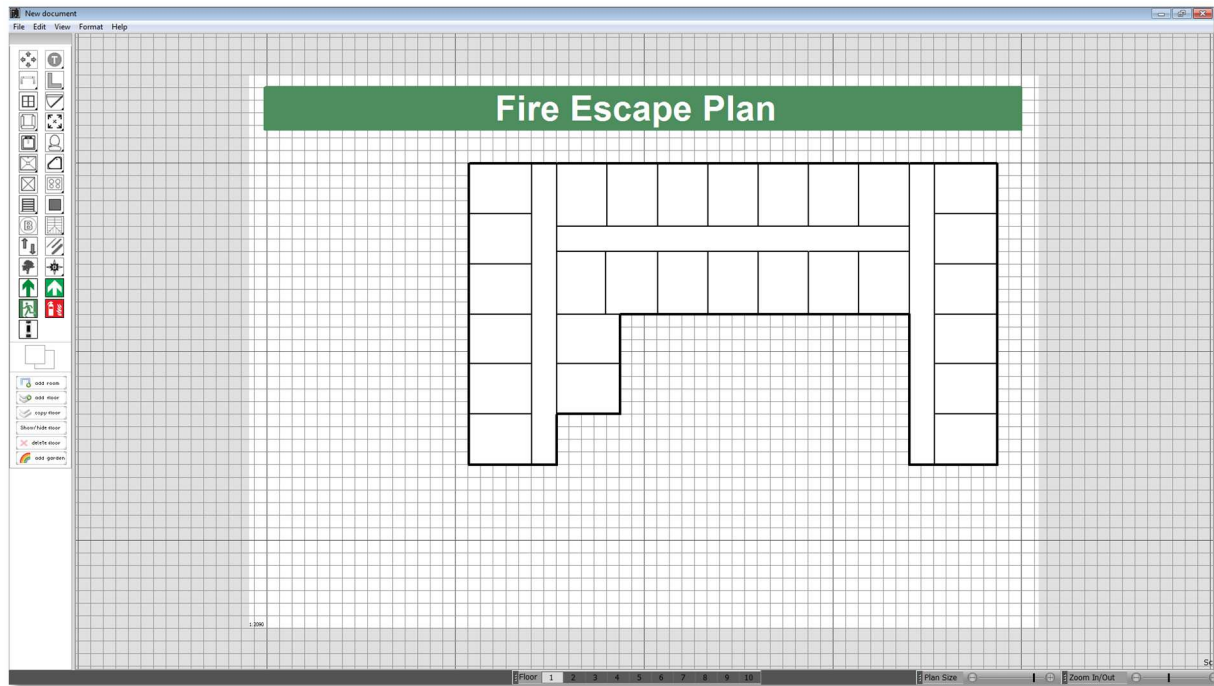 New document
File Edit View Format Help
Fire Escape Plan
T
B
add room
add floor
copy floor
Show/hide floor
delete floor
add garden
1:2090
Sc
Floor 1 2 3 4 5 6 7 8 9 10
Plan Size
Zoom In/Out